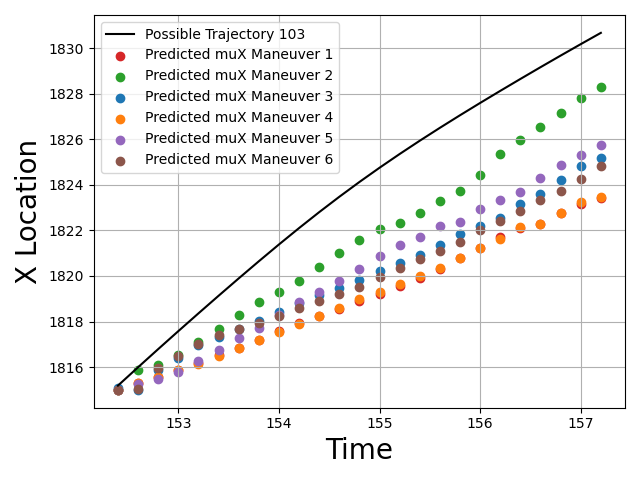 Possible Trajectory 103
Predicted muX Maneuver 1
Predicted muX Maneuver 2
Predicted muX Maneuver 3
Predicted muX Maneuver 4
Predicted muX Maneuver 5
Predicted muX Maneuver 6
1830
1828
1826
1824
1822
1820
1818
1816
X Location
153 154 155 156 157
Time